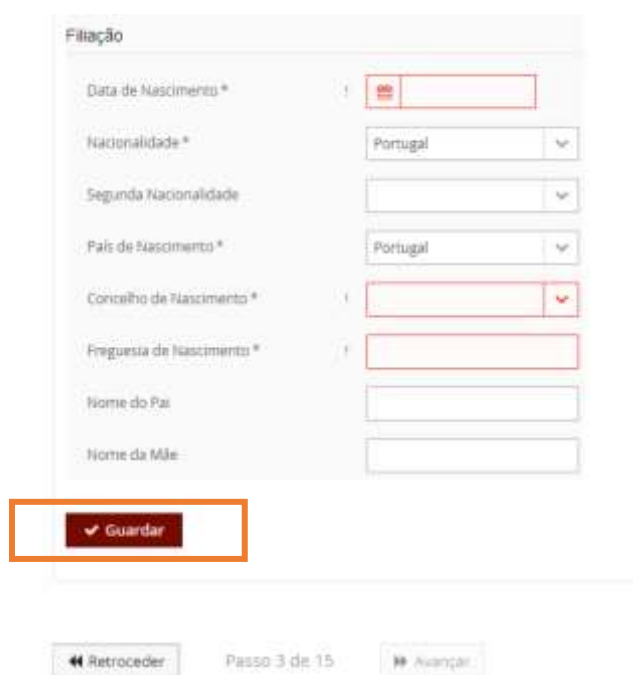 Filiação
Data de Nascimento * !
Nacionalidade * Portugal
Segunda Nacionalidade
País de Nascimento * Portugal
Concelho de Nascimento * !
Freguesia de Nascimento * !
Nome do Pai
Nome da Mãe
Guardar
Retroceder Passo 3 de 15 Avançar